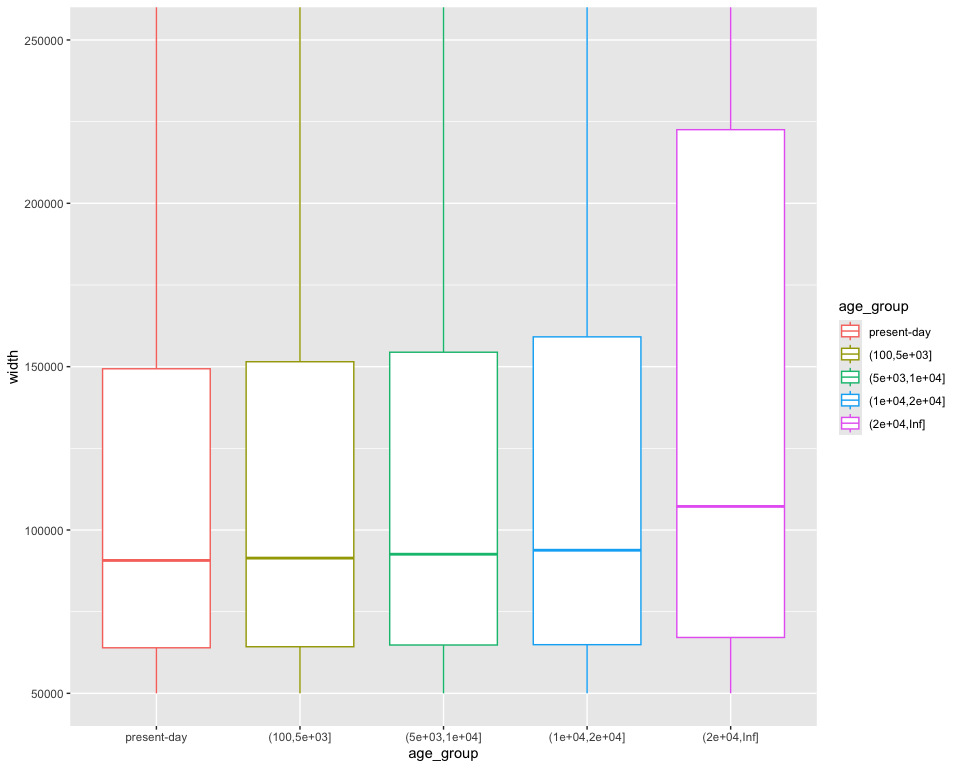 250000
200000
150000
100000
50000
width
present-day
(100,5e+03]
(5e+03,1e+04]
(1e+04,2e+04]
(2e+04,Inf]
age_group
age_group
present-day
(100,5e+03]
(5e+03,1e+04]
(1e+04,2e+04]
(2e+04,Inf]